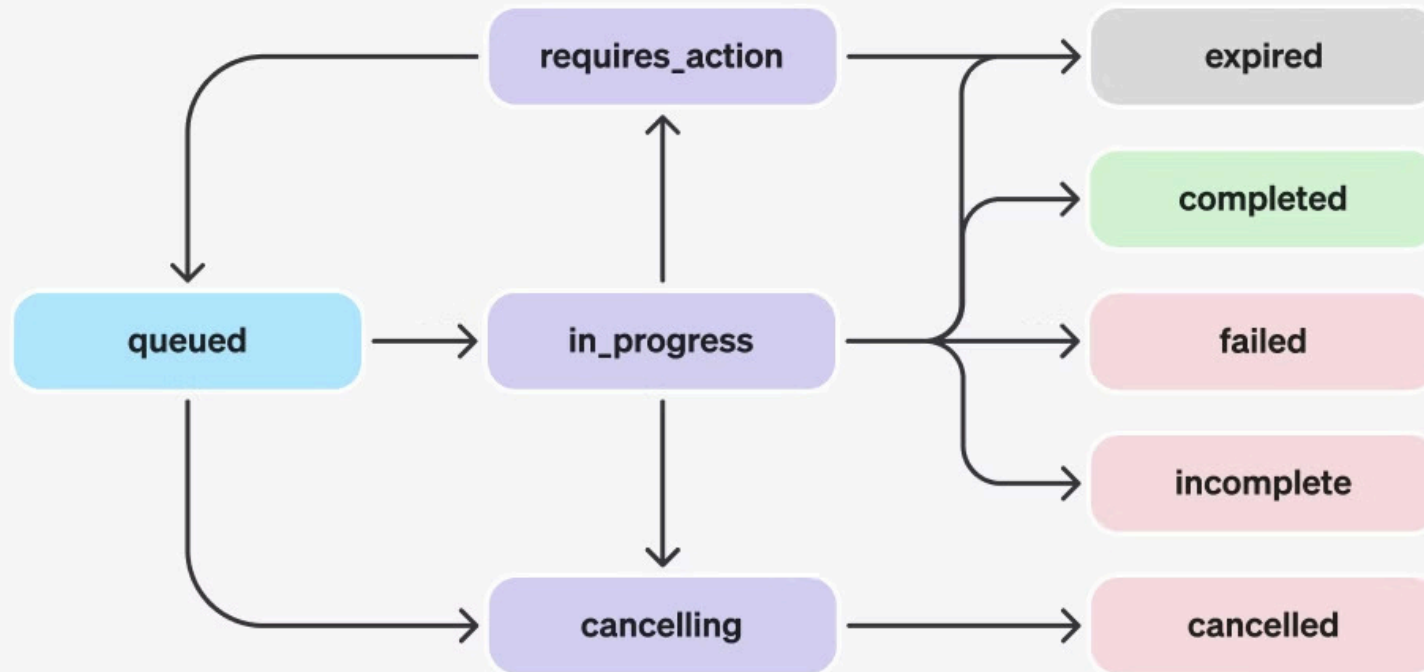 requires_action
expired
completed
queued
in_progress
failed
incomplete
cancelling
cancelled